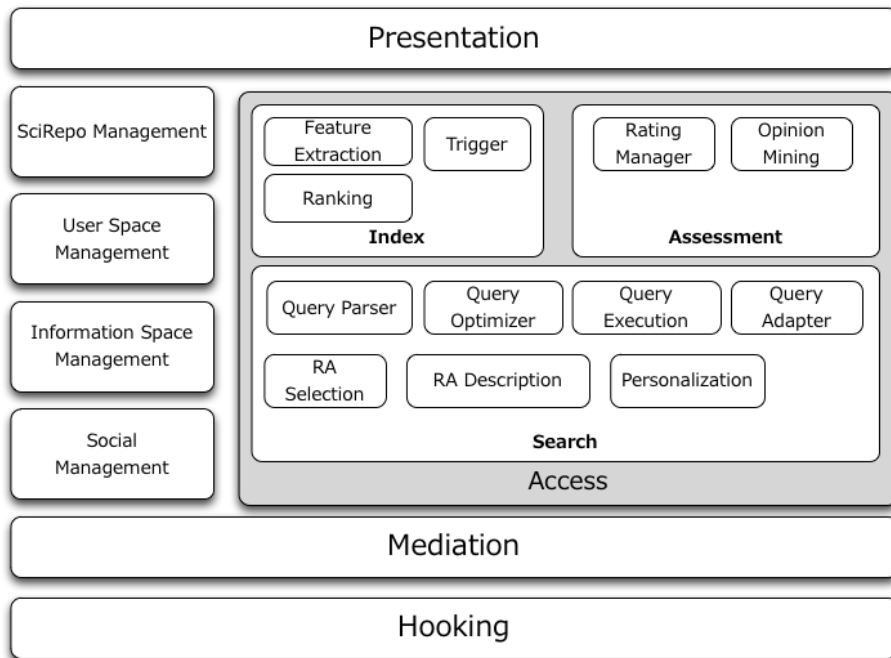 Presentation
SciRepo Management
User Space
Management
Information Space
Management
Social
Management
Feature
Extraction
Trigger
Ranking
Index
Rating
Manager
Opinion
Mining
Assessment
Query Parser
Query
Optimizer
Query
Execution
Query
Adapter
RA
Selection
RA Description
Personalization
Search
Access
Mediation
Hooking